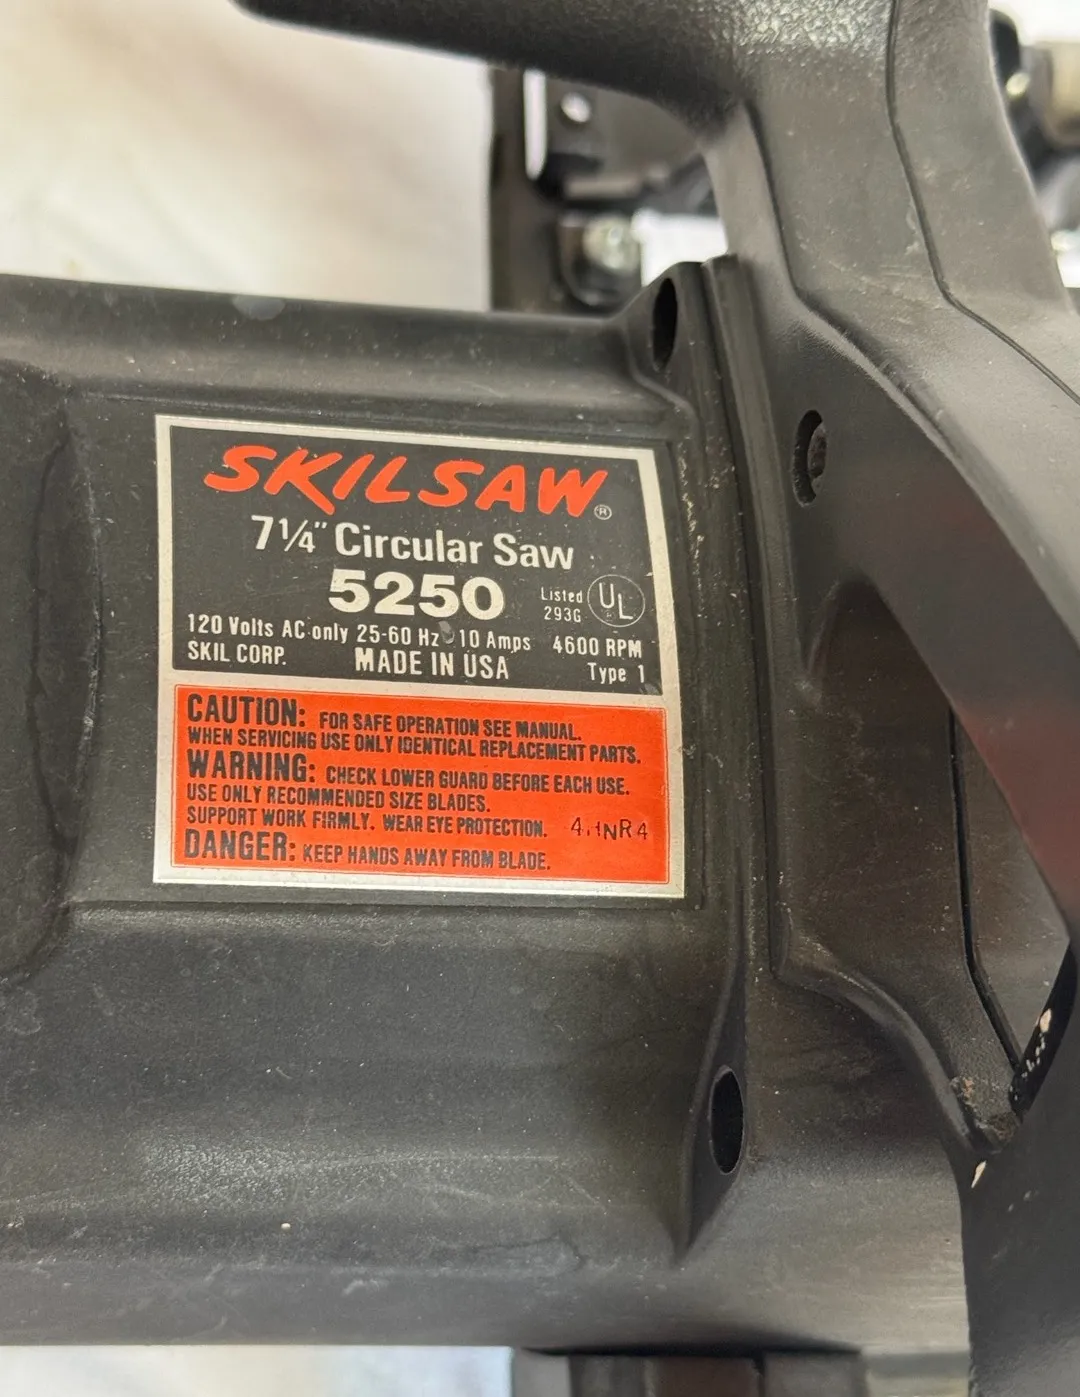 SKILSAW®
7¼" Circular Saw
5250
Listed 293G UL
120 Volts AC only 25-60 Hz 10 Amps 4600 RPM
SKIL CORP. MADE IN USA Type 1
CAUTION: FOR SAFE OPERATION SEE MANUAL.
WHEN SERVICING USE ONLY IDENTICAL REPLACEMENT PARTS.
WARNING: CHECK LOWER GUARD BEFORE EACH USE.
USE ONLY RECOMMENDED SIZE BLADES.
SUPPORT WORK FIRMLY. WEAR EYE PROTECTION.
DANGER: KEEP HANDS AWAY FROM BLADE.